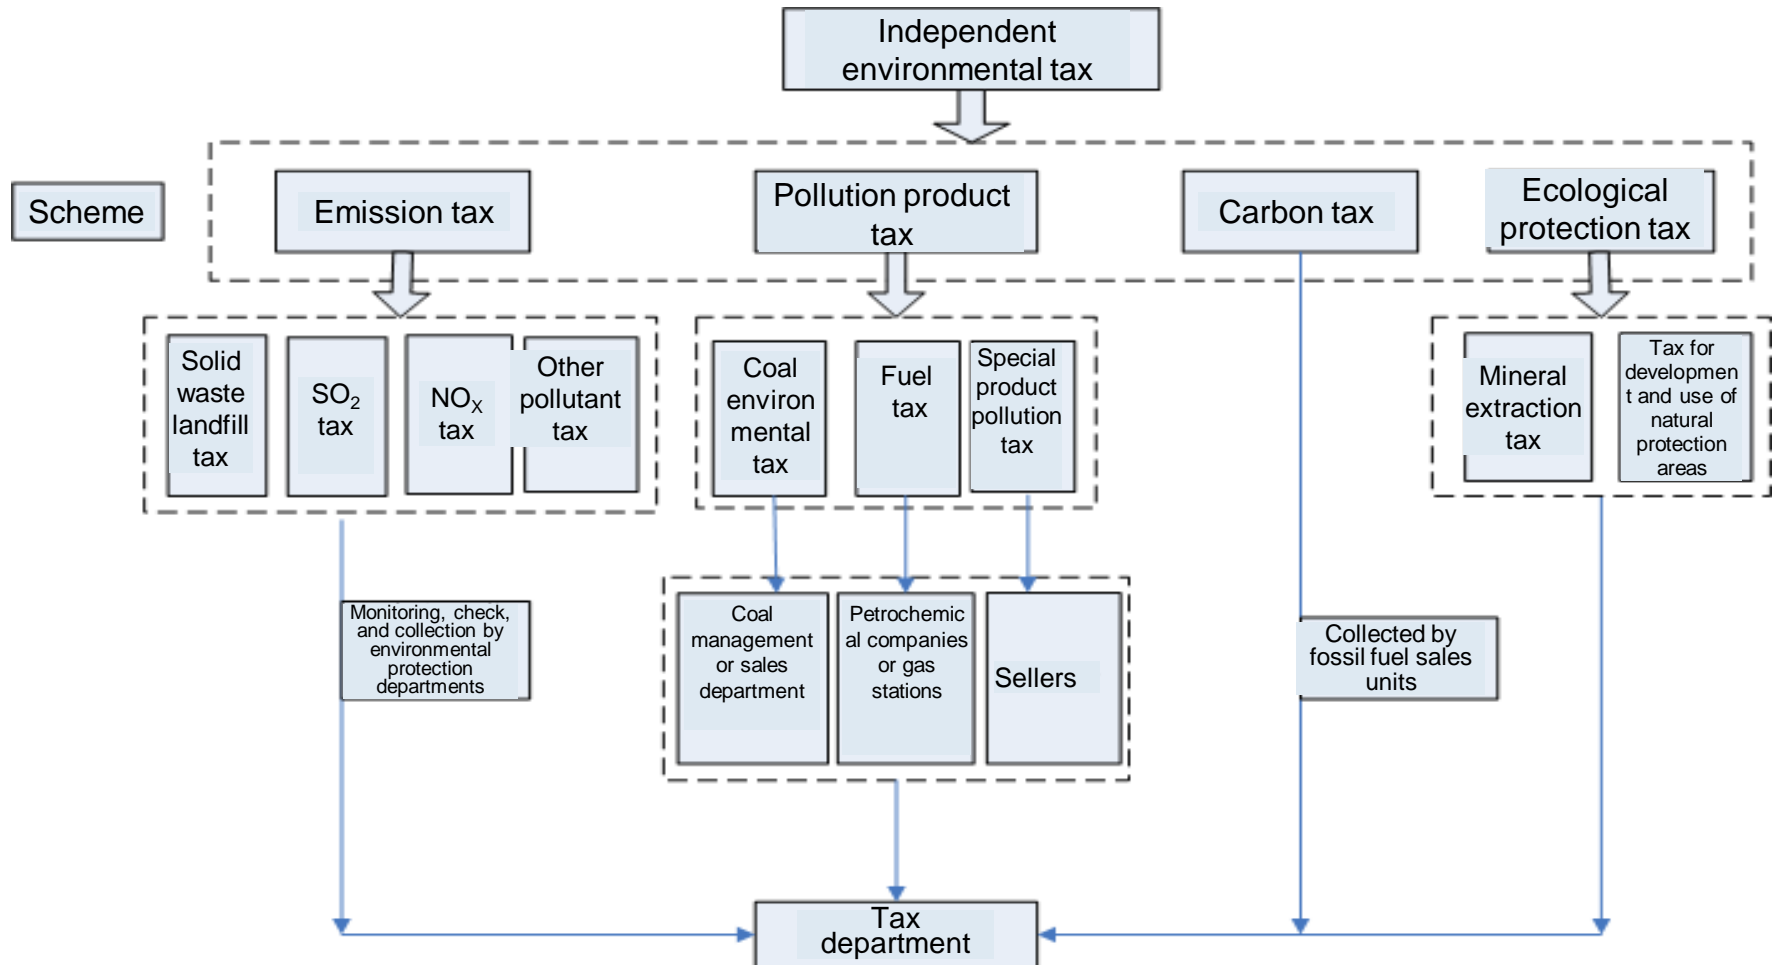 Independent
environmental tax
Scheme
Emission tax
Pollution product
tax
Carbon tax
Ecological
protection tax
Solid
waste
landfill
tax
SO₂
tax
NOX
tax
Other
pollutant
tax
Coal
environ
mental
tax
Fuel
tax
Special
product
pollution
tax
Mineral
extraction
tax
Tax for
developmen
t and use of
natural
protection
areas
Monitoring, check,
and collection by
environmental
protection
departments
Coal
management
or sales
department
Petrochemic
al companies
or gas
stations
Sellers
Collected by
fossil fuel sales
units
Tax
department